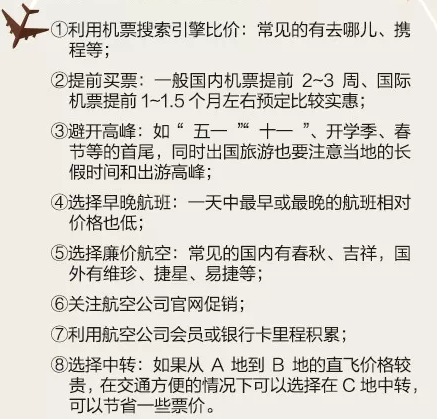 ①利用机票搜索引擎比价：常见的有去哪儿、携
程等；
②提前买票：一般国内机票提前 2~3 周、国际
机票提前 1~1.5 个月左右预定比较实惠；
③避开高峰：如 “ 五一 ”“ 十一 ”、开学季、春
节等的首尾，同时出国旅游也要注意当地的长
假时间和出游高峰；
④选择早晚航班：一天中最早或最晚的航班相对
价格也低；
⑤选择廉价航空：常见的国内有春秋、吉祥，国
外有维珍、捷星、易捷等；
⑥关注航空公司官网促销；
⑦利用航空公司会员或银行卡里程积累；
⑧选择中转：如果从 A 地到 B 地的直飞价格较
贵，在交通方便的情况下可以选择在 C 地中转，
可以节省一些票价。